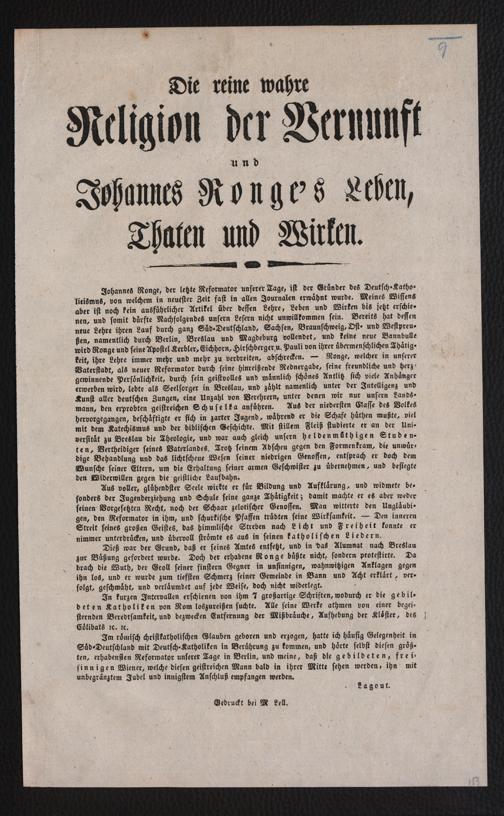 9
Die reine wahre
Religion der Vernunft
und
Johannes Ronge's Leben,
Thaten und Wirken.
Johannes Ronge, der letzte Reformator unserer Tage, ist der Gründer des Deutsch-Katho-
licismus, von welchem in neuester Zeit fast in allen Journalen erwähnt wurde. Meines Wissens
aber ist noch kein ausführlicher Artikel über dessen Lehre, Leben und Wirken bis jetzt erschie-
nen, und somit dürfte Nachfolgendes unsern Lesern nicht unwillkommen sein. Bereits hat dessen
neue Lehre ihren Lauf durch ganz Süd-Deutschland, Sachsen, Braunschweig, Ost- und Westpreu-
ßen, namentlich durch Berlin, Breslau und Magdeburg vollendet, und keine neue Bannbulle
wird Ronge und seine Apostel Kerbler, Eichhorn, Hirschberger, u. Pauli von ihrer übermenschlichen Thätig-
keit, ihre Lehre immer mehr und mehr zu verbreiten, abschrecken. — Ronge, welcher in unserer
Vaterstadt, als neuer Reformator durch seine hinreißende Rednergabe, seine freundliche und herz-
gewinnende Persönlichkeit, durch sein geistvolles und männlich schönes Antlitz sich viele Anhänger
erworben wird, lebte als Seelsorger in Breslau, und zählt namentlich unter der Intelligenz und
Kunst aller deutschen Zungen, eine Unzahl von Verehrern, unter denen wir nur unsern Lands-
mann, den erprobten geistreichen Schuselka anführen. Aus der niedersten Classe des Volkes
hervorgegangen, beschäftigte er sich in zarter Jugend, während er die Schafe hüthen mußte, viel
mit dem Katechismus und der biblischen Geschichte. Mit stillem Fleiß studierte er an der Uni-
versität zu Breslau die Theologie, und war auch gleich unsern heldenmüthigen Studen-
ten, Vertheidiger seines Vaterlandes. Trotz seinem Abscheu gegen den Formenkram, die unwür-
dige Behandlung und das lichtscheue Wesen seiner niedrigen Genossen, entsprach er doch dem
Wunsche seiner Eltern, um die Erhaltung seiner armen Geschwister zu übernehmen, und besiegte
den Widerwillen gegen die geistliche Laufbahn.
Aus voller, glühendster Seele wirkte er für Bildung und Aufklärung, und widmete be-
sonders der Jugenderziehung und Schule seine ganze Thätigkeit; damit machte er es aber weder
seinen Vorgesetzten Recht, noch der Schaar zelotischer Genossen. Man witterte den Ungläubi-
gen, den Reformator in ihm, und schurkische Pfaffen trübten seine Wirksamkeit. — Den inneren
Streit seines großen Geistes, das himmlische Streben nach Licht und Freiheit konnte er
nimmer unterdrücken, und übervoll strömte es aus in seinen katholischen Liedern.
Dieß war der Grund, daß er seines Amtes entsetzt, und in das Alumnat nach Breslau
zur Büßung gefordert wurde. Doch der erhabene Ronge büßte nicht, sondern protestirte. Da
brach die Wuth, der Groll seiner finstern Gegner in unsinnigen, wahnwitzigen Anklagen gegen
ihn los, und er wurde zum tiefsten Schmerz seiner Gemeinde in Bann und Acht erklärt, ver-
folgt, geschmäht, und verläumdet auf jede Weise, doch nicht widerlegt.
In kurzen Intervallen erschienen von ihm 7 großartige Schriften, wodurch er die gebil-
deten Katholiken von Rom loszureißen suchte. Alle seine Werke athmen von einer begei-
sternden Beredsamkeit, und bezwecken Entfernung der Mißbräuche, Aufhebung der Klöster, des
Cölibats ꝛc. ꝛc.
Im römisch christkatholischen Glauben geboren und erzogen, hatte ich häufig Gelegenheit in
Süd-Deutschland mit Deutsch-Katholiken in Berührung zu kommen, und hörte selbst diesen größ-
ten, erhabensten Reformator unserer Tage in Berlin, und meine, daß die gebildeten, frei-
sinnigen Wiener, welche diesen geistreichen Mann bald in ihrer Mitte sehen werden, ihn mit
unbegränztem Jubel und innigstem Anschluß empfangen werden.
Lagout.
Gedruckt bei M Lell.